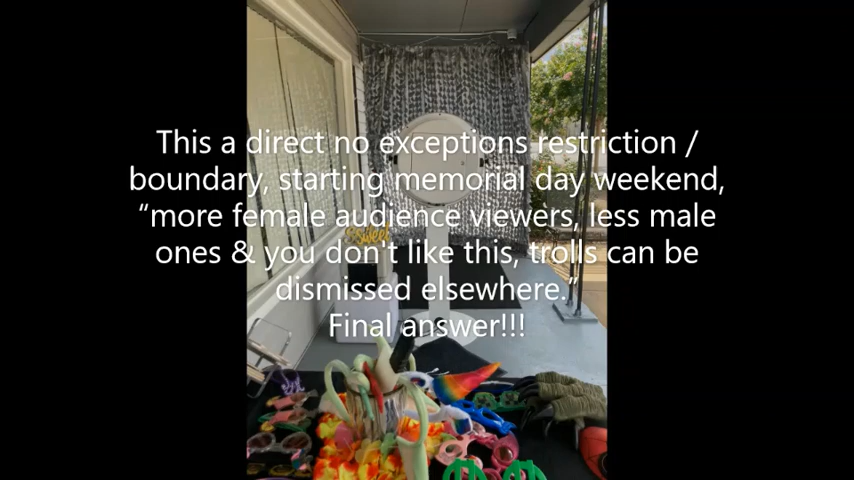 This a direct no exceptions restriction /
boundary, starting memorial day weekend,
“more female audience viewers, less male
ones & you don't like this, trolls can be
dismissed elsewhere.”
Final answer!!!
sweet